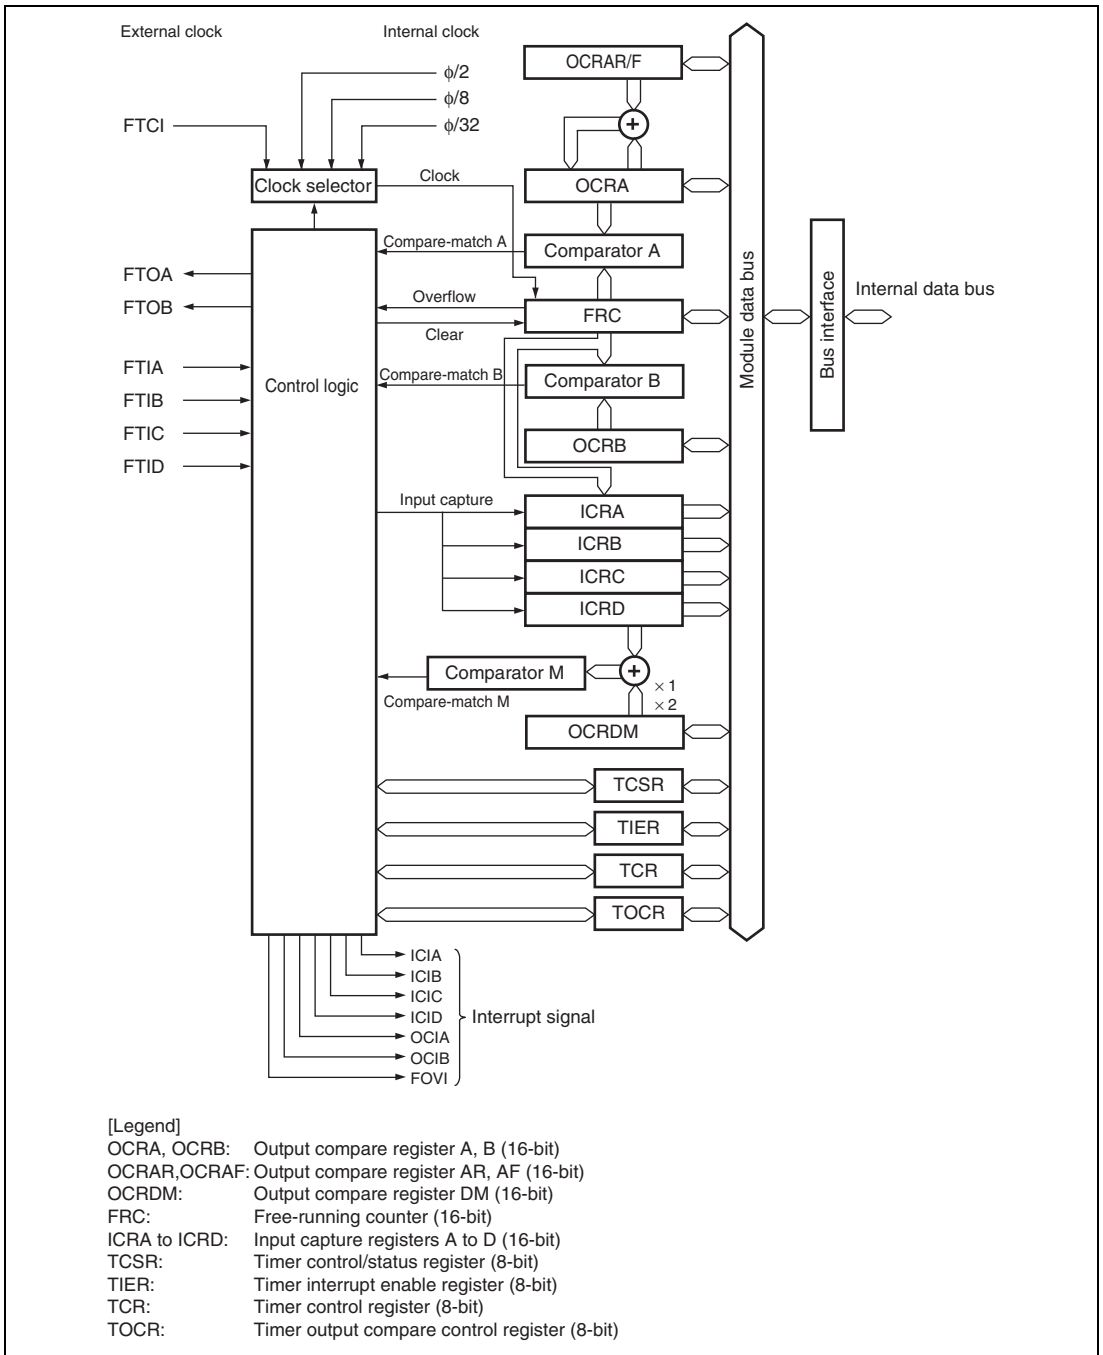 External clock
Internal clock
OCRAR/F
ϕ/2
ϕ/8
FTCI
ϕ/32
+
Clock selector
Clock
OCRA
Compare-match A
Comparator A
FTOA
FTOB
Overflow
FRC
Clear
Module data bus
Bus interface
Internal data bus
FTIA
FTIB
FTIC
FTID
Control logic
Compare-match B
Comparator B
OCRB
Input capture
ICRA
ICRB
ICRC
ICRD
Comparator M
+
× 1
× 2
Compare-match M
OCRDM
TCSR
TIER
TCR
TOCR
ICIA
ICIB
ICIC
ICID
OCIA
OCIB
FOVI
Interrupt signal
[Legend]
OCRA, OCRB: Output compare register A, B (16-bit)
OCRAR,OCRAF: Output compare register AR, AF (16-bit)
OCRDM: Output compare register DM (16-bit)
FRC: Free-running counter (16-bit)
ICRA to ICRD: Input capture registers A to D (16-bit)
TCSR: Timer control/status register (8-bit)
TIER: Timer interrupt enable register (8-bit)
TCR: Timer control register (8-bit)
TOCR: Timer output compare control register (8-bit)